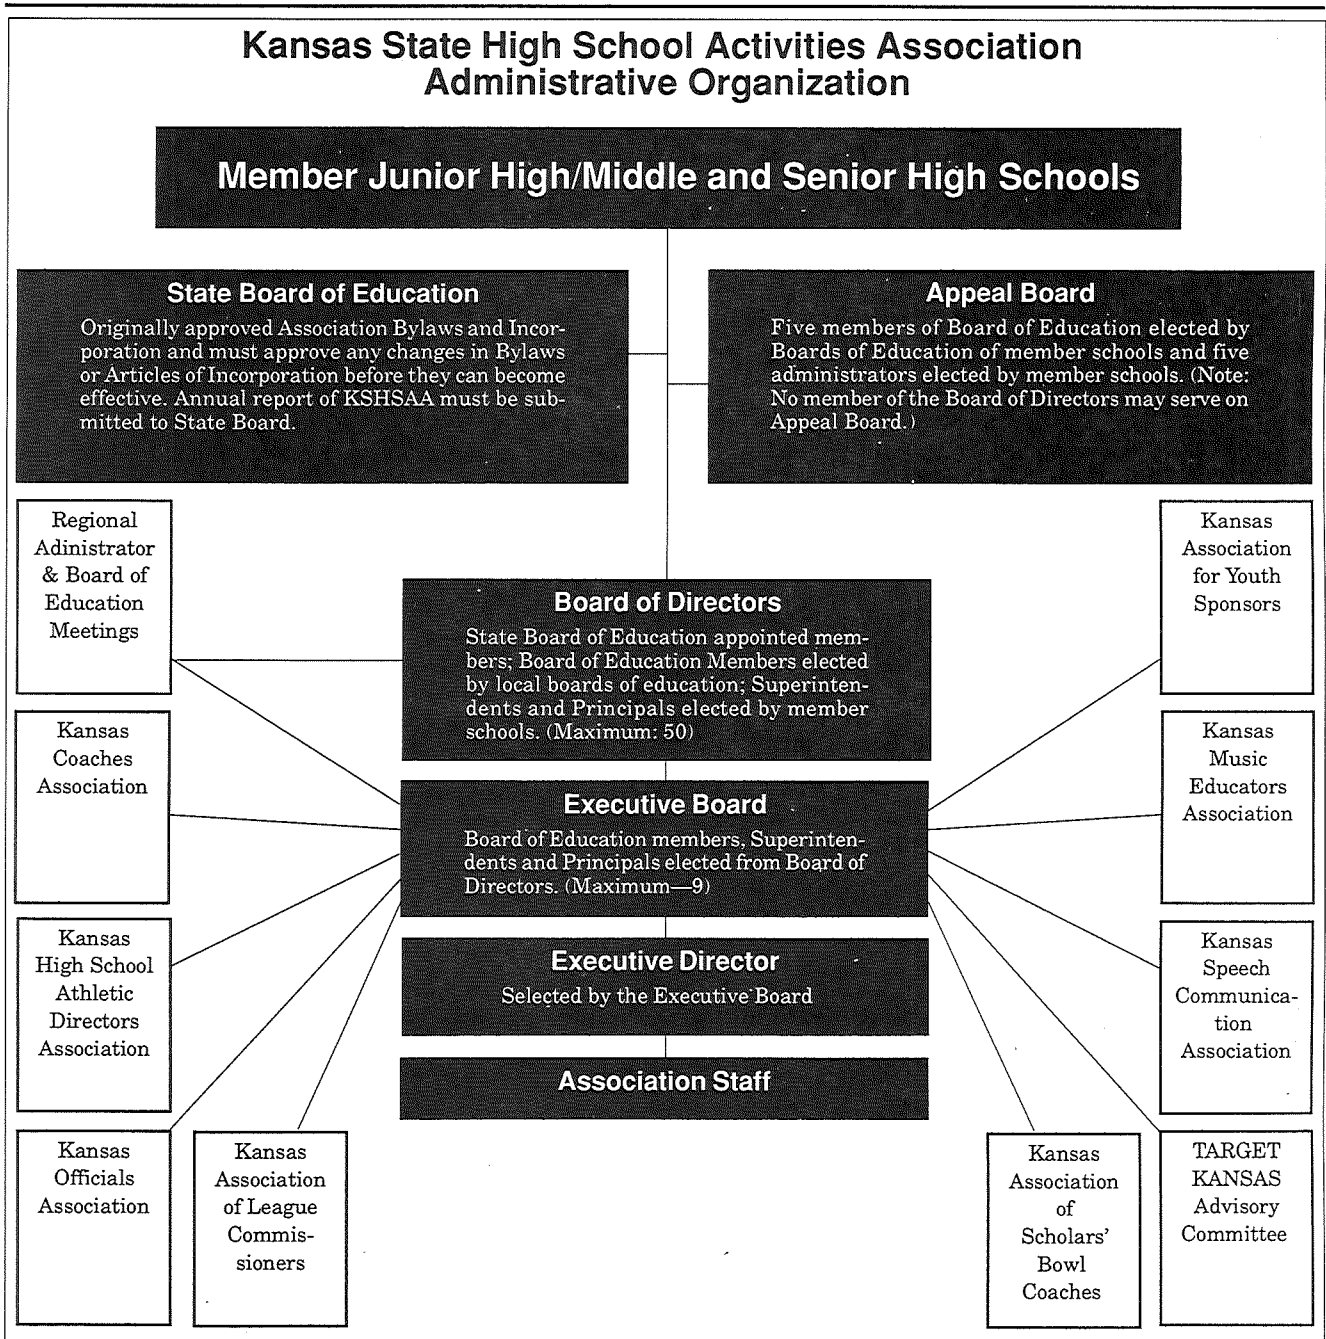 Kansas State High School Activities Association
Administrative Organization
Member Junior High/Middle and Senior High Schools
State Board of Education
Originally approved Association Bylaws and Incor-
poration and must approve any changes in Bylaws
or Articles of Incorporation before they can become
effective. Annual report of KSHSAA must be sub-
mitted to State Board.
Appeal Board
Five members of Board of Education elected by
Boards of Education of member schools and five
administrators elected by member schools. (Note:
No member of the Board of Directors may serve on
Appeal Board.)
Regional
Adinistrator
& Board of
Education
Meetings
Kansas
Association
for Youth
Sponsors
Board of Directors
State Board of Education appointed mem-
bers; Board of Education Members elected
by local boards of education; Superinten-
dents and Principals elected by member
schools. (Maximum: 50)
Kansas
Coaches
Association
Kansas
Music
Educators
Association
Executive Board
Board of Education members, Superinten-
dents and Principals elected from Board of
Directors. (Maximum—9)
Kansas
High School
Athletic
Directors
Association
Kansas
Speech
Communica-
tion
Association
Executive Director
Selected by the Executive Board
Association Staff
Kansas
Officials
Association
Kansas
Association
of League
Commis-
sioners
Kansas
Association
of
Scholars'
Bowl
Coaches
TARGET
KANSAS
Advisory
Committee